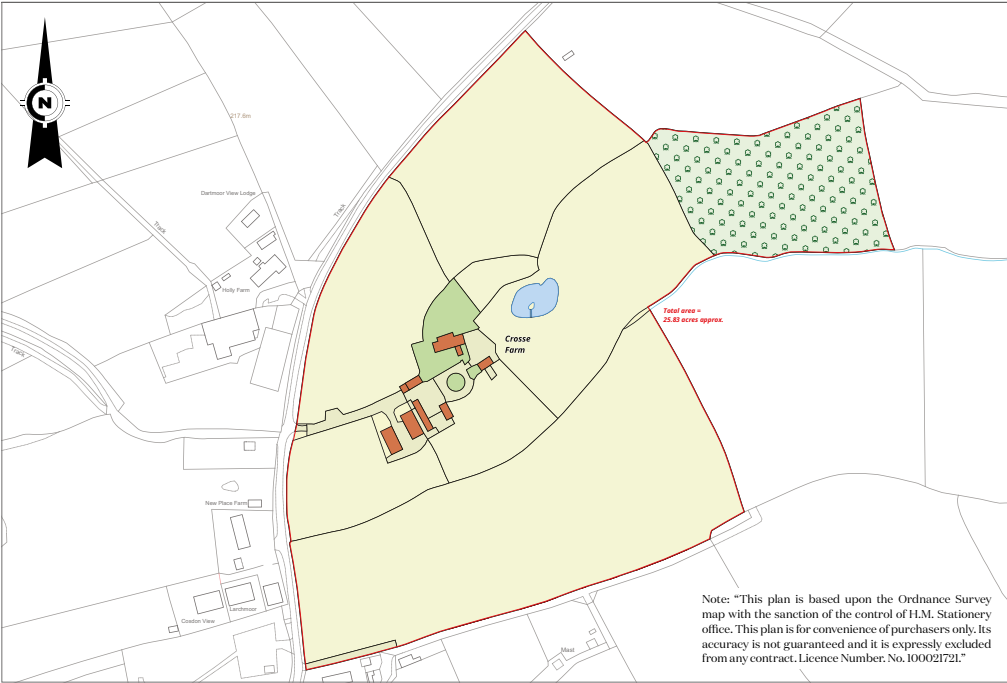 N
217.6m
Dartmoor View Lodge
Track
Track
Holly Farm
Track
Total area =
25.83 acres approx.
Crosse
Farm
New Place Farm
Larchmoor
Cosdon View
Mast
Note: “This plan is based upon the Ordnance Survey
map with the sanction of the control of H.M. Stationery
office. This plan is for convenience of purchasers only. Its
accuracy is not guaranteed and it is expressly excluded
from any contract. Licence Number. No. 100021721.”